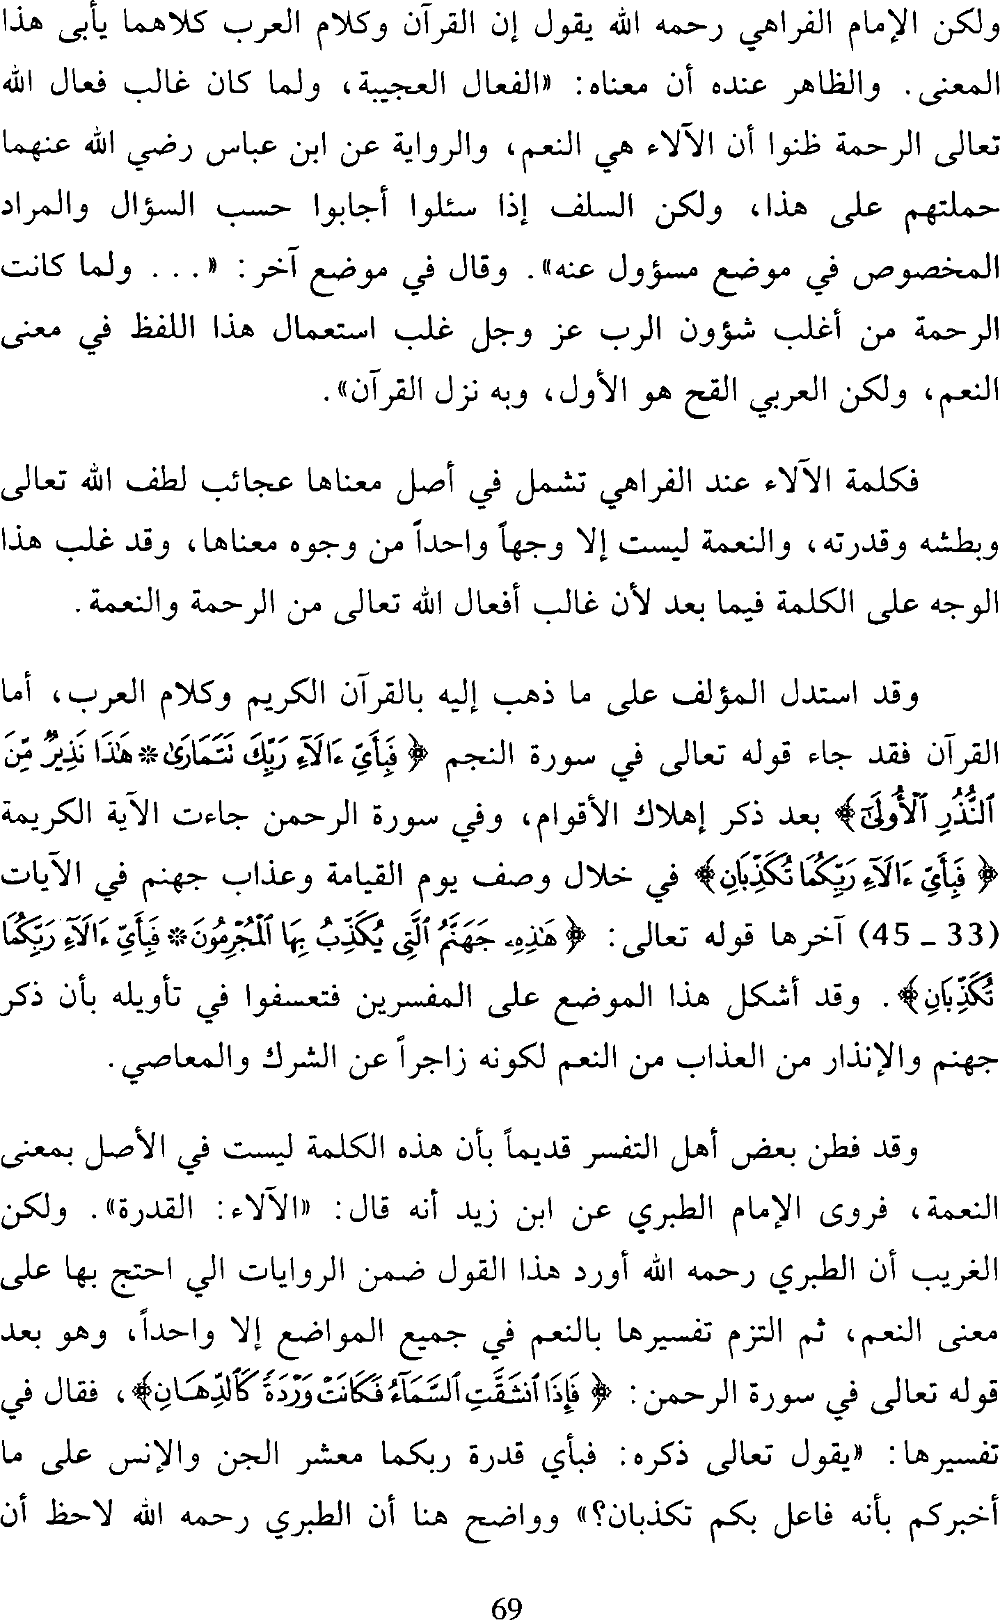 ولكن الإمام الفراهي رحمه الله يقول إن القرآن وكلام العرب كلاهما يأبى هذا
المعنى. والظاهر عنده أن معناه: «الفعال العجيبة، ولما كان غالب فعال الله
تعالى الرحمة ظنوا أن الآلاء هي النعم، والرواية عن ابن عباس رضي الله عنهما
حملتهم على هذا، ولكن السلف إذا سئلوا أجابوا حسب السؤال والمراد
المخصوص في موضع مسؤول عنه». وقال في موضع آخر: «... ولما كانت
الرحمة من أغلب شؤون الرب عز وجل غلب استعمال هذا اللفظ في معنى
النعم، ولكن العربي القح هو الأول، وبه نزل القرآن».
فكلمة الآلاء عند الفراهي تشمل في أصل معناها عجائب لطف الله تعالى
وبطشه وقدرته، والنعمة ليست إلا وجهاً واحداً من وجوه معناها، وقد غلب هذا
الوجه على الكلمة فيما بعد لأن غالب أفعال الله تعالى من الرحمة والنعمة.
وقد استدل المؤلف على ما ذهب إليه بالقرآن الكريم وكلام العرب، أما
القرآن فقد جاء قوله تعالى في سورة النجم ﴿فَبِأَيِّ ءَالَآءِ رَبِّكَ نَتَمَارَىٰ * هَٰذَا نَذِيرٌ مِّنَ
ٱلنُّذُرِ ٱلْأُولَىٰٓ﴾ بعد ذكر إهلاك الأقوام، وفي سورة الرحمن جاءت الآية الكريمة
﴿فَبِأَيِّ ءَالَآءِ رَبِّكُمَا تُكَذِّبَانِ﴾ في خلال وصف يوم القيامة وعذاب جهنم في الآيات
(33 - 45) آخرها قوله تعالى: ﴿هَٰذِهِۦ جَهَنَّمُ ٱلَّتِى يُكَذِّبُ بِهَا ٱلْمُجْرِمُونَ * فَبِأَيِّ ءَالَآءِ رَبِّكُمَا
تُكَذِّبَانِ﴾. وقد أشكل هذا الموضع على المفسرين فتعسفوا في تأويله بأن ذكر
جهنم والإنذار من العذاب من النعم لكونه زاجراً عن الشرك والمعاصي.
وقد فطن بعض أهل التفسر قديماً بأن هذه الكلمة ليست في الأصل بمعنى
النعمة، فروى الإمام الطبري عن ابن زيد أنه قال: «الآلاء: القدرة». ولكن
الغريب أن الطبري رحمه الله أورد هذا القول ضمن الروايات الي احتج بها على
معنى النعم، ثم التزم تفسيرها بالنعم في جميع المواضع إلا واحداً، وهو بعد
قوله تعالى في سورة الرحمن: ﴿فَإِذَا ٱنشَقَّتِ ٱلسَّمَآءُ فَكَانَتْ وَرْدَةً كَٱلدِّهَانِ﴾، فقال في
تفسيرها: «يقول تعالى ذكره: فبأي قدرة ربكما معشر الجن والإنس على ما
أخبركم بأنه فاعل بكم تكذبان؟» وواضح هنا أن الطبري رحمه الله لاحظ أن
69